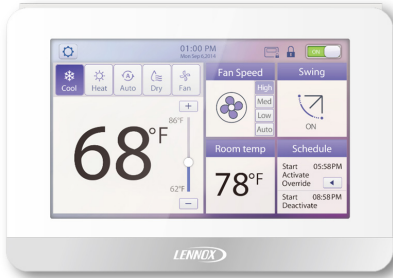 01:00 PM
Mon Sep 6,2014
ON
Cool
Heat
Auto
Dry
Fan
68°F
86°F
62°F
Fan Speed
High
Med
Low
Auto
Swing
ON
Room temp
78°F
Schedule
Start 05:58PM
Activate
Override
Start 08:58PM
Deactivate
LENNOX